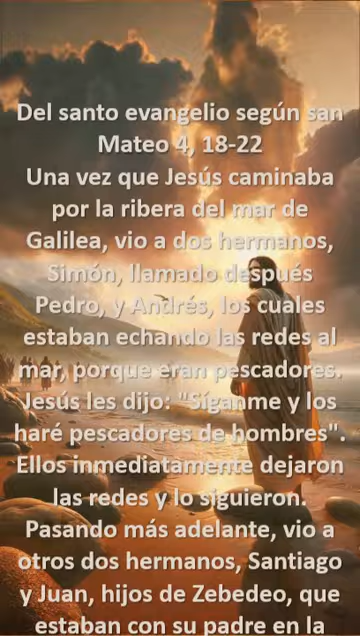 Del santo evangelio según san
Mateo 4, 18-22
Una vez que Jesús caminaba
por la ribera del mar de
Galilea, vio a dos hermanos,
Simón, llamado después
Pedro, y Andrés, los cuales
estaban echando las redes al
mar, porque eran pescadores.
Jesús les dijo: "Síganme y los
haré pescadores de hombres".
Ellos inmediatamente dejaron
las redes y lo siguieron.
Pasando más adelante, vio a
otros dos hermanos, Santiago
y Juan, hijos de Zebedeo, que
estaban con su padre en la